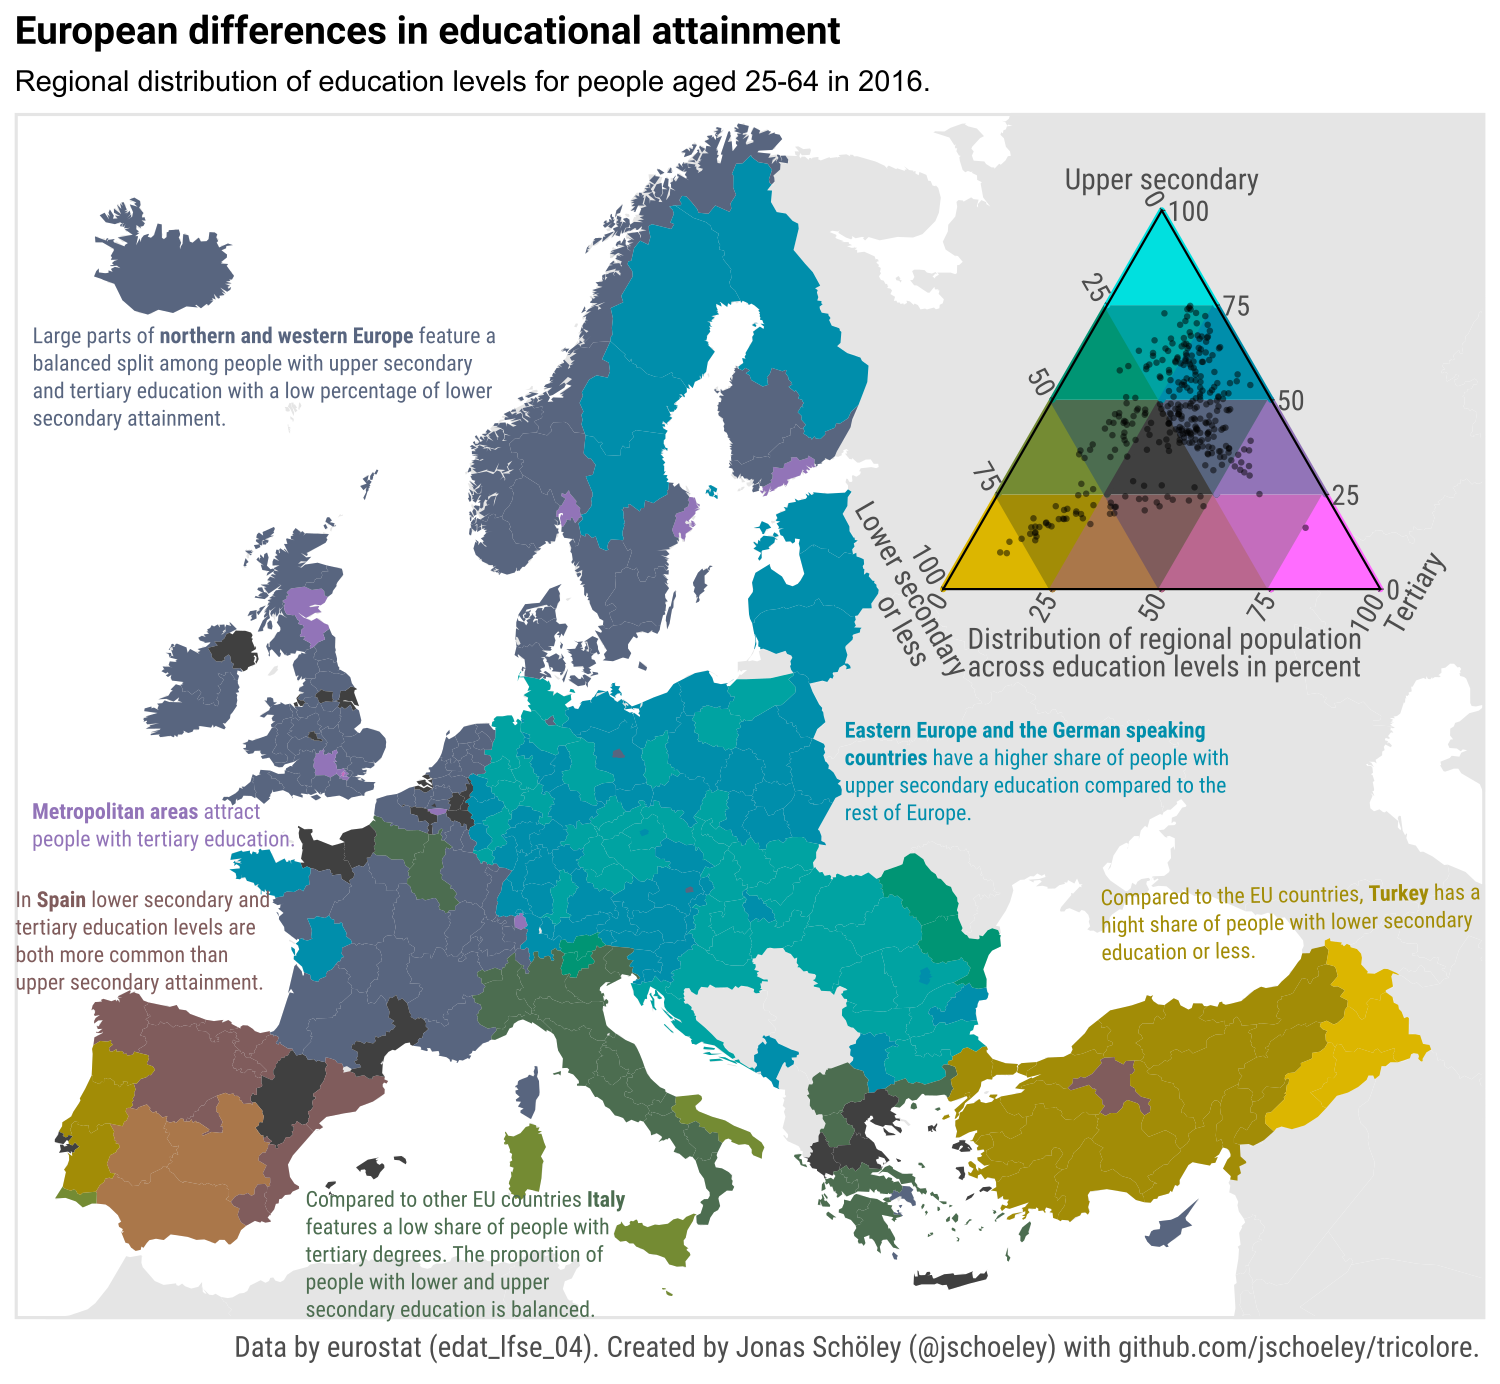 European differences in educational attainment
Regional distribution of education levels for people aged 25-64 in 2016.
Upper secondary
0
100
25
75
50
50
75
25
100
0
0
25
50
75
100
Lower secondary
or less
Tertiary
Distribution of regional population
across education levels in percent
Large parts of northern and western Europe feature a
balanced split among people with upper secondary
and tertiary education with a low percentage of lower
secondary attainment.
Eastern Europe and the German speaking
countries have a higher share of people with
upper secondary education compared to the
rest of Europe.
Metropolitan areas attract
people with tertiary education.
In Spain lower secondary and
tertiary education levels are
both more common than
upper secondary attainment.
Compared to the EU countries, Turkey has a
hight share of people with lower secondary
education or less.
Compared to other EU countries Italy
features a low share of people with
tertiary degrees. The proportion of
people with lower and upper
secondary education is balanced.
Data by eurostat (edat_lfse_04). Created by Jonas Schöley (@jschoeley) with github.com/jschoeley/tricolore.